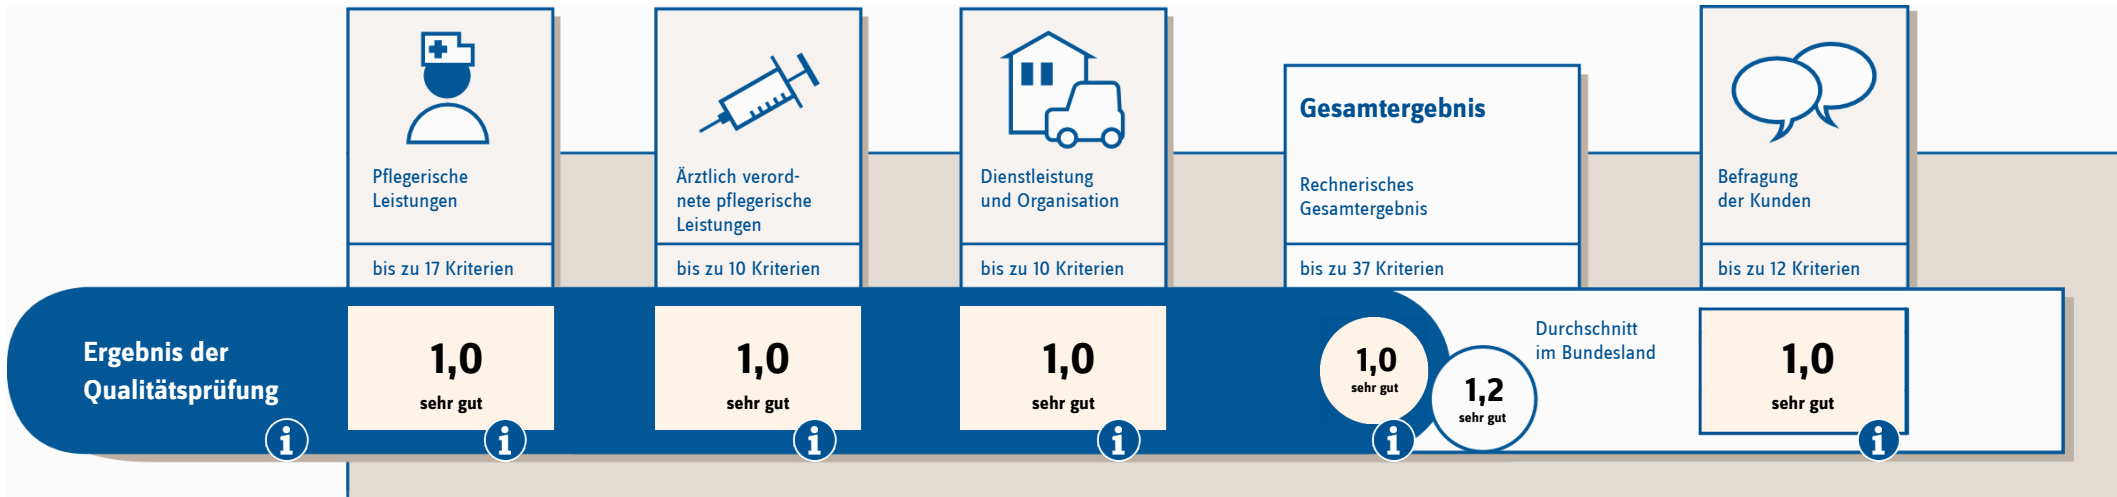 Pflegerische
Leistungen
bis zu 17 Kriterien
Ärztlich verord-
nete pflegerische
Leistungen
bis zu 10 Kriterien
Dienstleistung
und Organisation
bis zu 10 Kriterien
Gesamtergebnis
Rechnerisches
Gesamtergebnis
bis zu 37 Kriterien
Befragung
der Kunden
bis zu 12 Kriterien
Ergebnis der
Qualitätsprüfung
i
1,0
sehr gut
i
1,0
sehr gut
i
1,0
sehr gut
i
1,0
sehr gut
i
1,2
sehr gut
Durchschnitt
im Bundesland
1,0
sehr gut
i